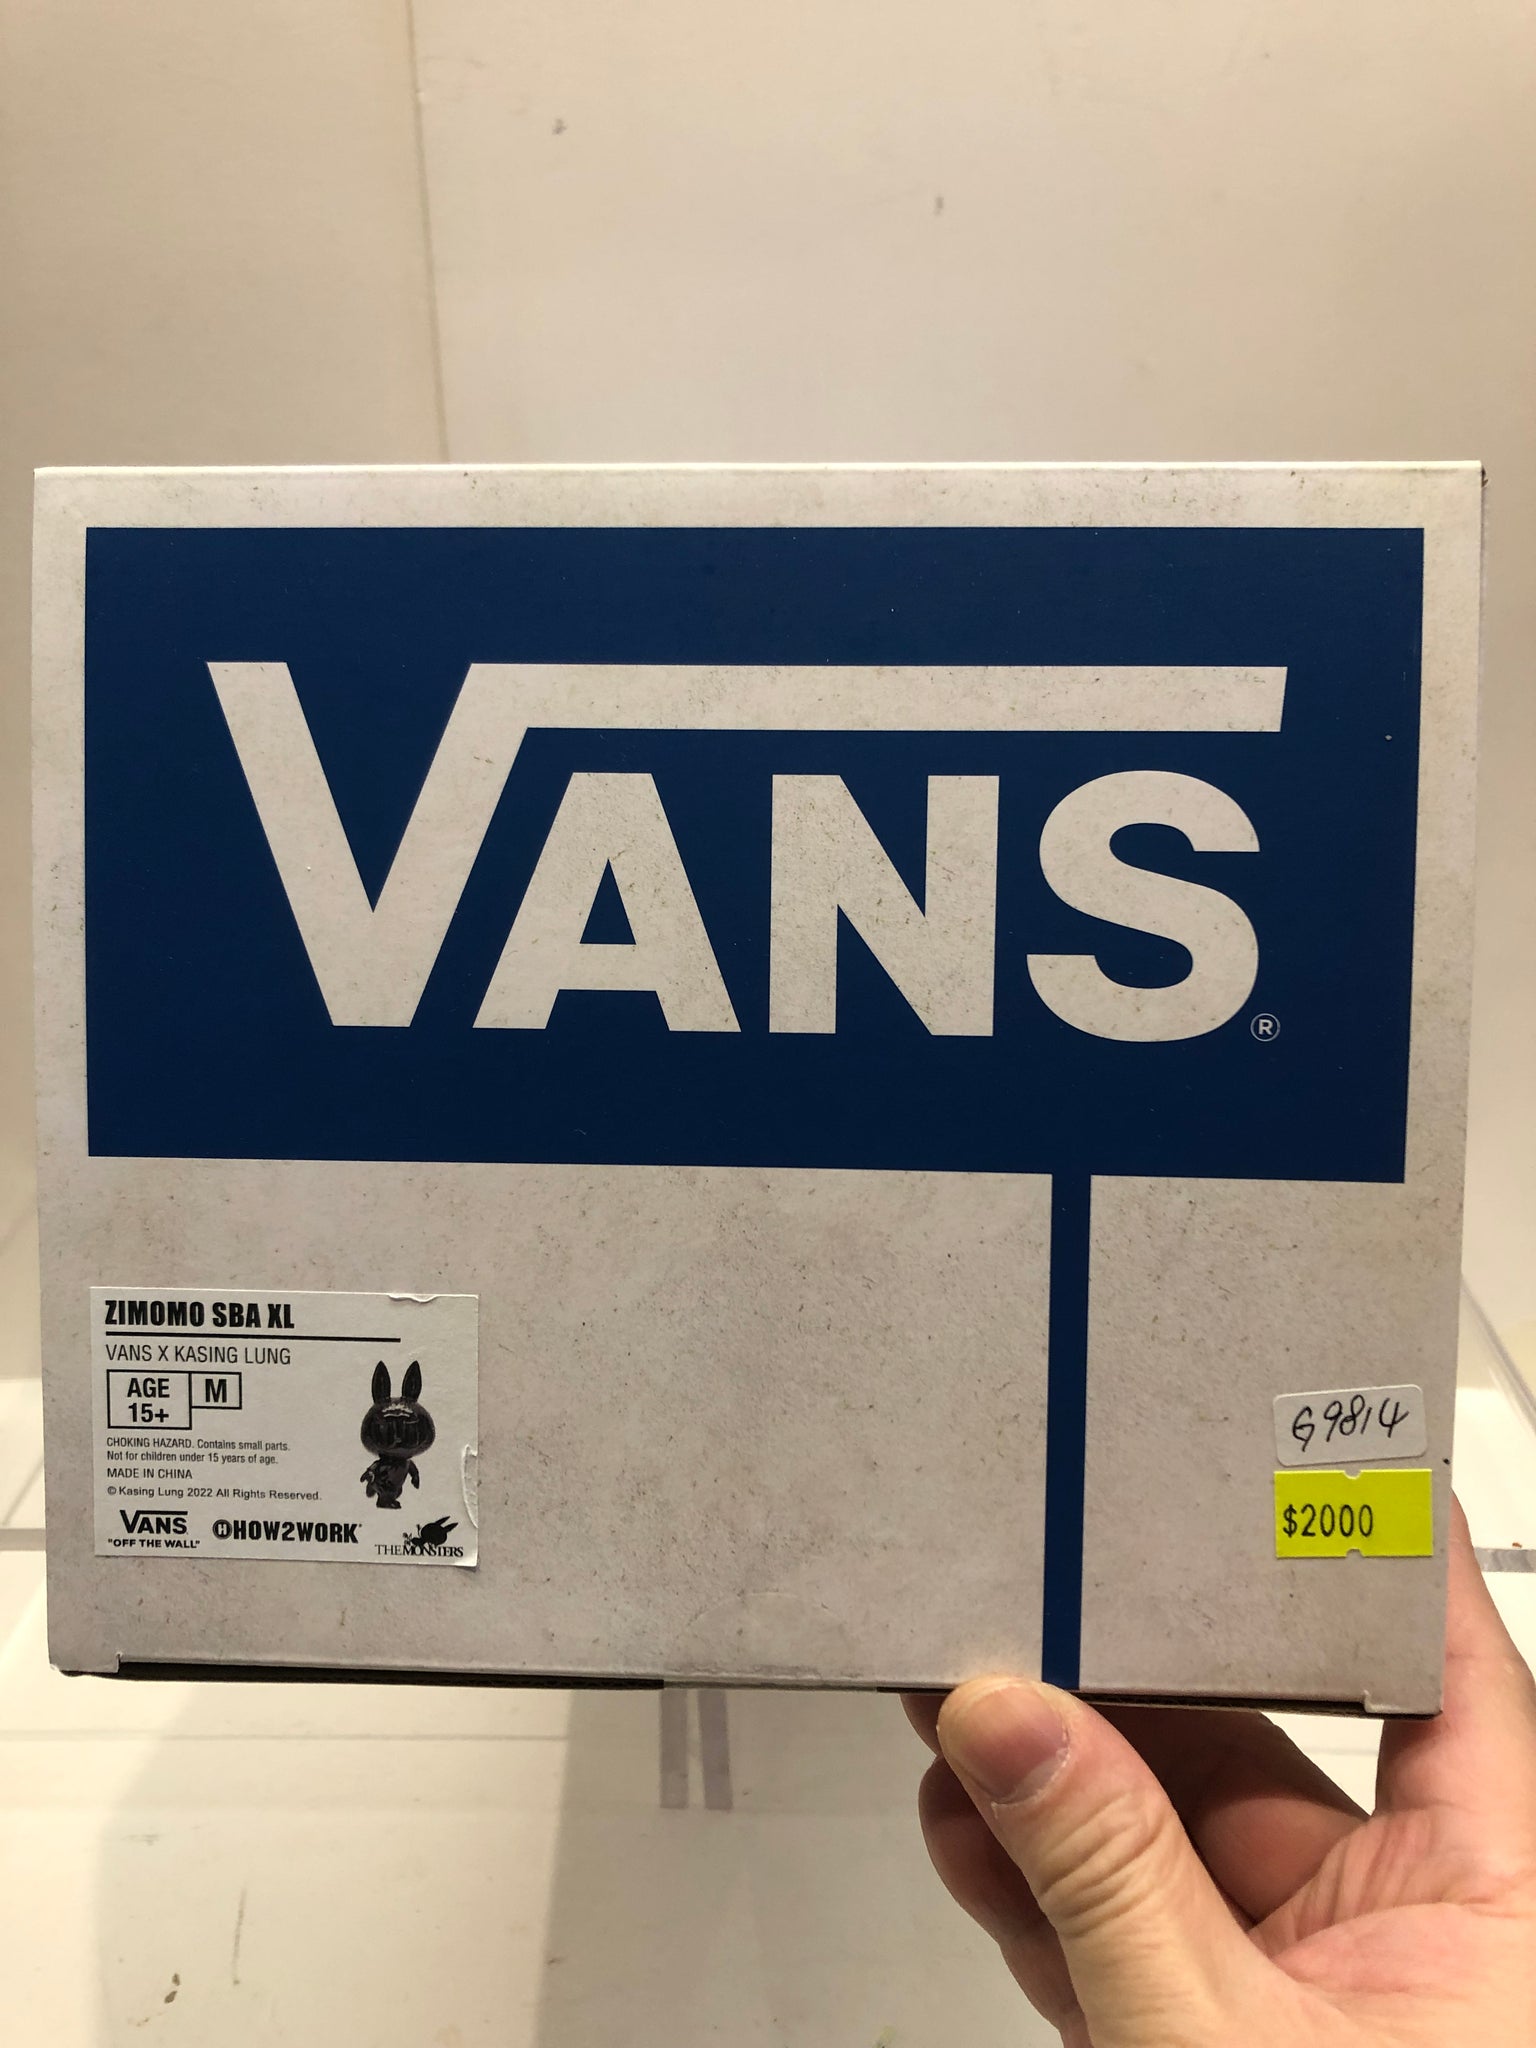 VANS®
ZIMOMO SBA XL
VANS X KASING LUNG
AGE
15+
M
CHOKING HAZARD. Contains small parts.
Not for children under 15 years of age.
MADE IN CHINA
© Kasing Lung 2022 All Rights Reserved.
VANS
"OFF THE WALL"
HOW2WORK
THE MONSTERS
G9814
$2000